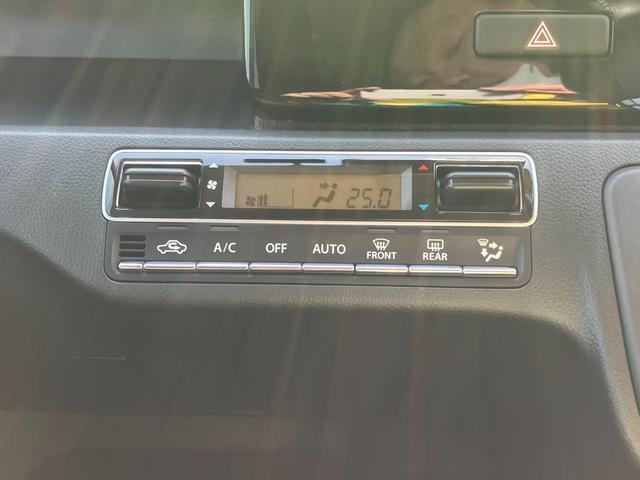 25.0
A/C OFF AUTO FRONT REAR